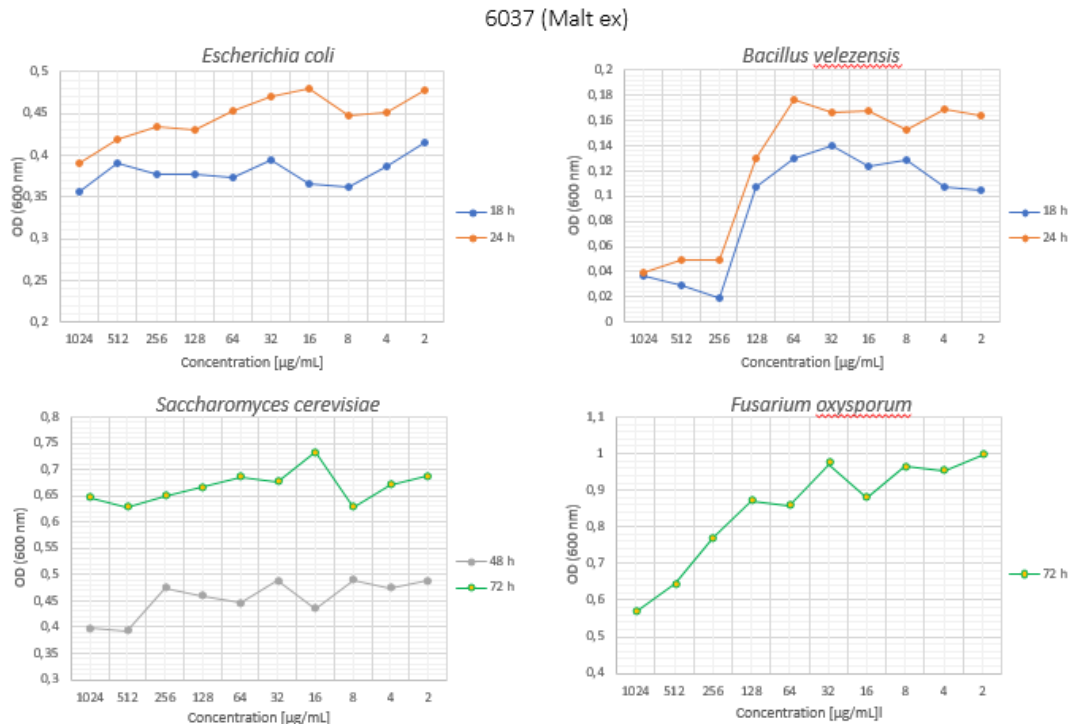 6037 (Malt ex)
Escherichia coli
0,5
0,45
0,4
0,35
0,3
0,25
0,2
OD (600 nm)
1024 512 256 128 64 32 16 8 4 2
Concentration [µg/mL]
18 h
24 h
Bacillus velezensis
0,2
0,18
0,16
0,14
0,12
0,1
0,08
0,06
0,04
0,02
0
OD (600 nm)
1024 512 256 128 64 32 16 8 4 2
Concentration [µg/mL]
18 h
24 h
Saccharomyces cerevisiae
0,8
0,75
0,7
0,65
0,6
0,55
0,5
0,45
0,4
0,35
0,3
OD (600 nm)
1024 512 256 128 64 32 16 8 4 2
Concentration [µg/mL]
48 h
72 h
Fusarium oxysporum
1,1
1
0,9
0,8
0,7
0,6
0,5
0,4
OD (600 nm)
1024 512 256 128 64 32 16 8 4 2
Concentration [µg/mL]l
72 h